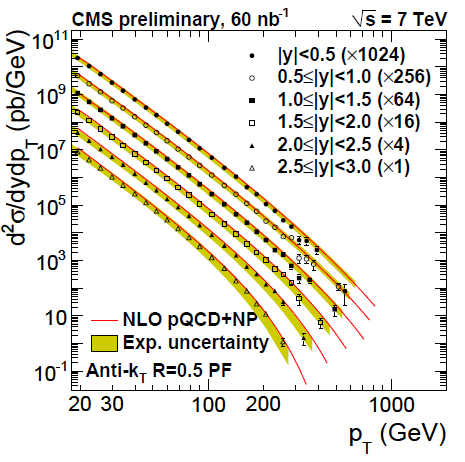 CMS preliminary, 60 nb⁻¹ √s = 7 TeV
d²σ/dydp_T (pb/GeV)
10¹¹
10⁹
10⁷
10⁵
10³
10
10⁻¹
|y|<0.5 (×1024)
0.5≤|y|<1.0 (×256)
1.0≤|y|<1.5 (×64)
1.5≤|y|<2.0 (×16)
2.0≤|y|<2.5 (×4)
2.5≤|y|<3.0 (×1)
NLO pQCD+NP
Exp. uncertainty
Anti-k_T R=0.5 PF
20 30 100 200 1000
p_T (GeV)